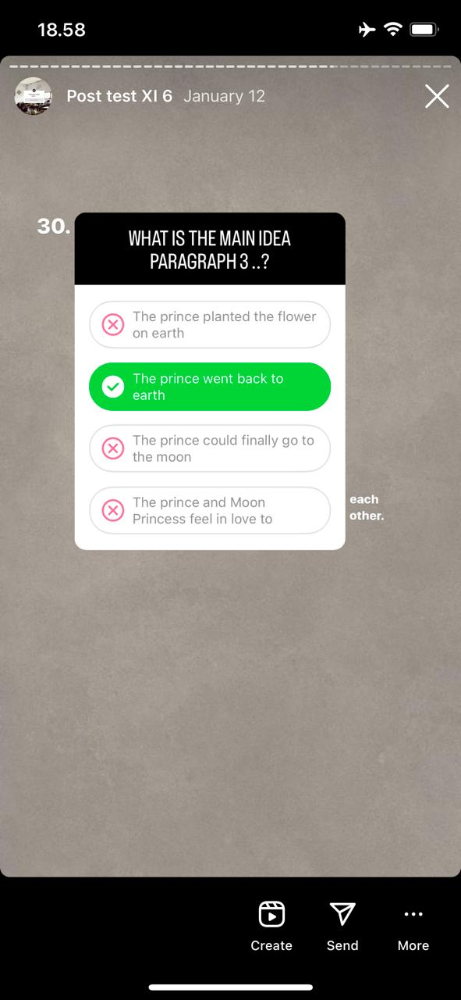 18.58
Post test XI 6 January 12
30.
WHAT IS THE MAIN IDEA
PARAGRAPH 3 ..?
The prince planted the flower
on earth
The prince went back to
earth
The prince could finally go to
the moon
The prince and Moon
Princess feel in love to
each
other.
Create
Send
More